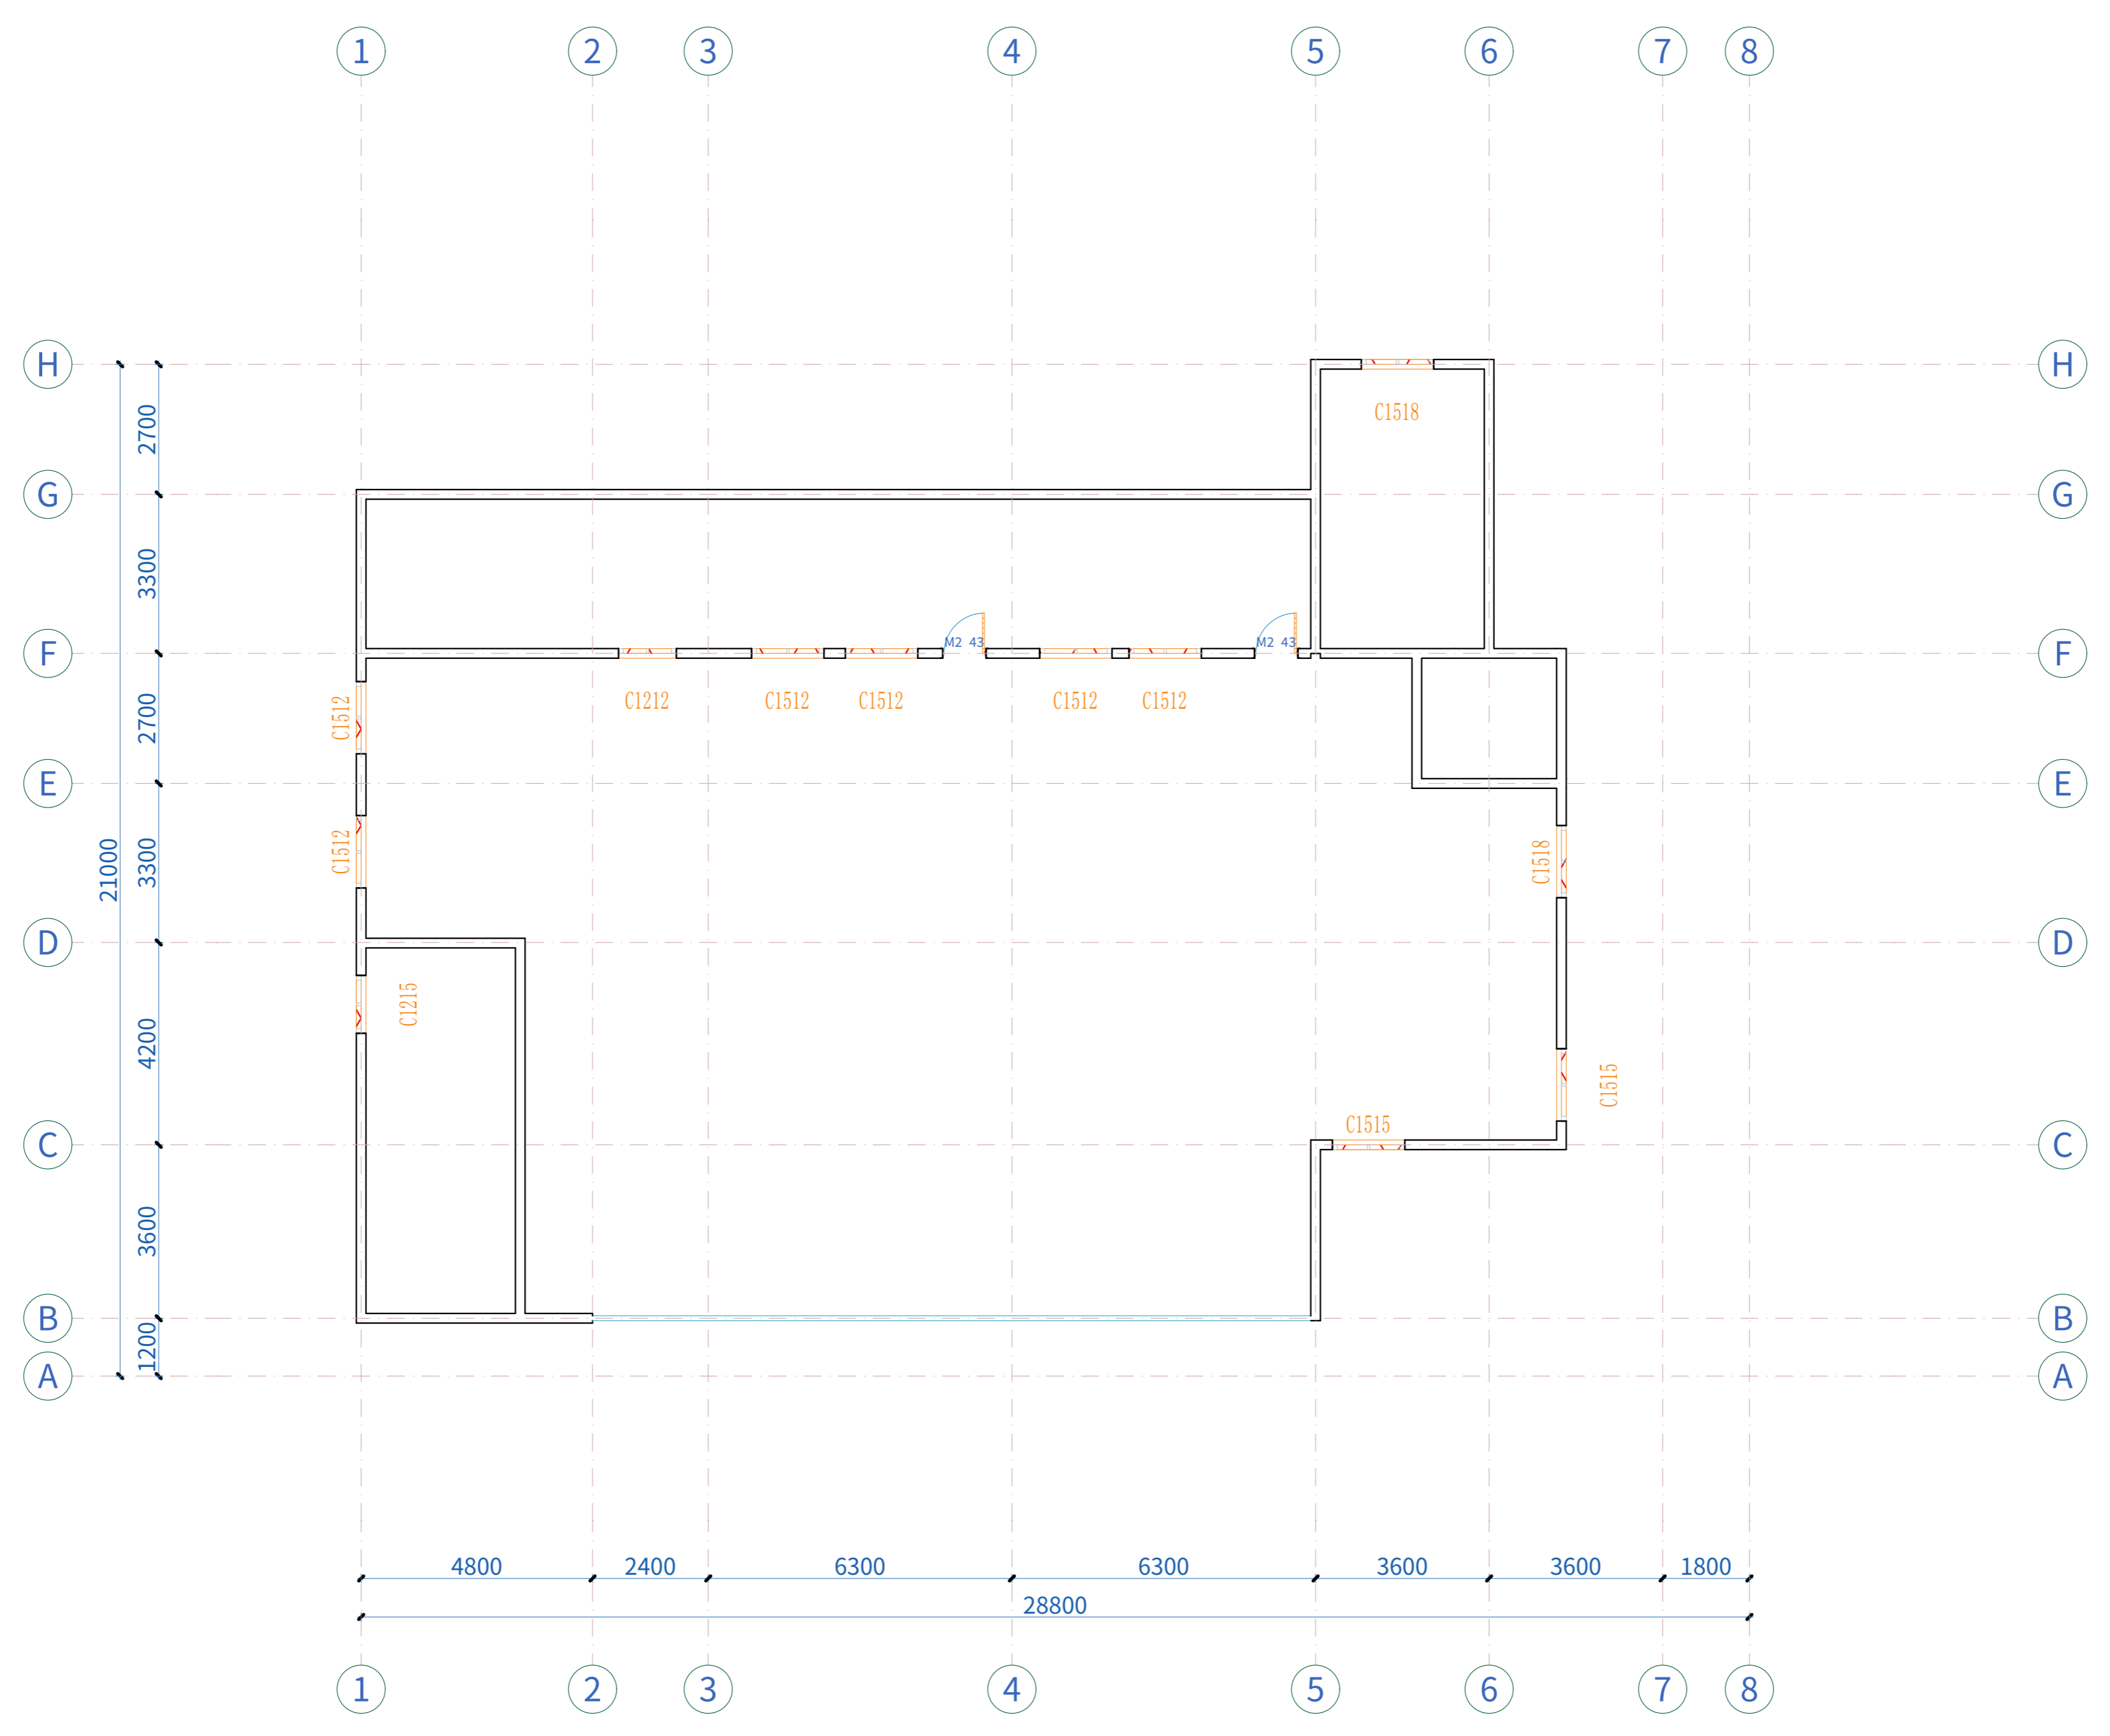 1 2 3 4 5 6 7 8
H H
2700
C1518
G G
3300
M2 43 M2 43
F F
C1512 C1212 C1512 C1512 C1512 C1512
2700
E E
C1512 C1518
21000 3300
D D
C1215
4200
C1515
C1515
C C
3600
B B
1200
A A
4800 2400 6300 6300 3600 3600 1800
28800
1 2 3 4 5 6 7 8